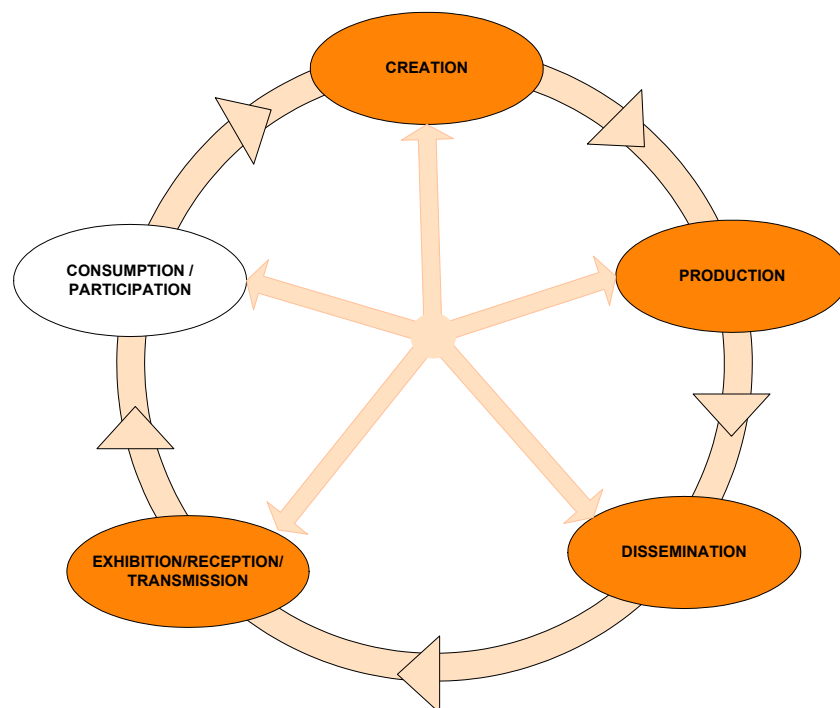 CREATION
PRODUCTION
DISSEMINATION
EXHIBITION/RECEPTION/
TRANSMISSION
CONSUMPTION /
PARTICIPATION